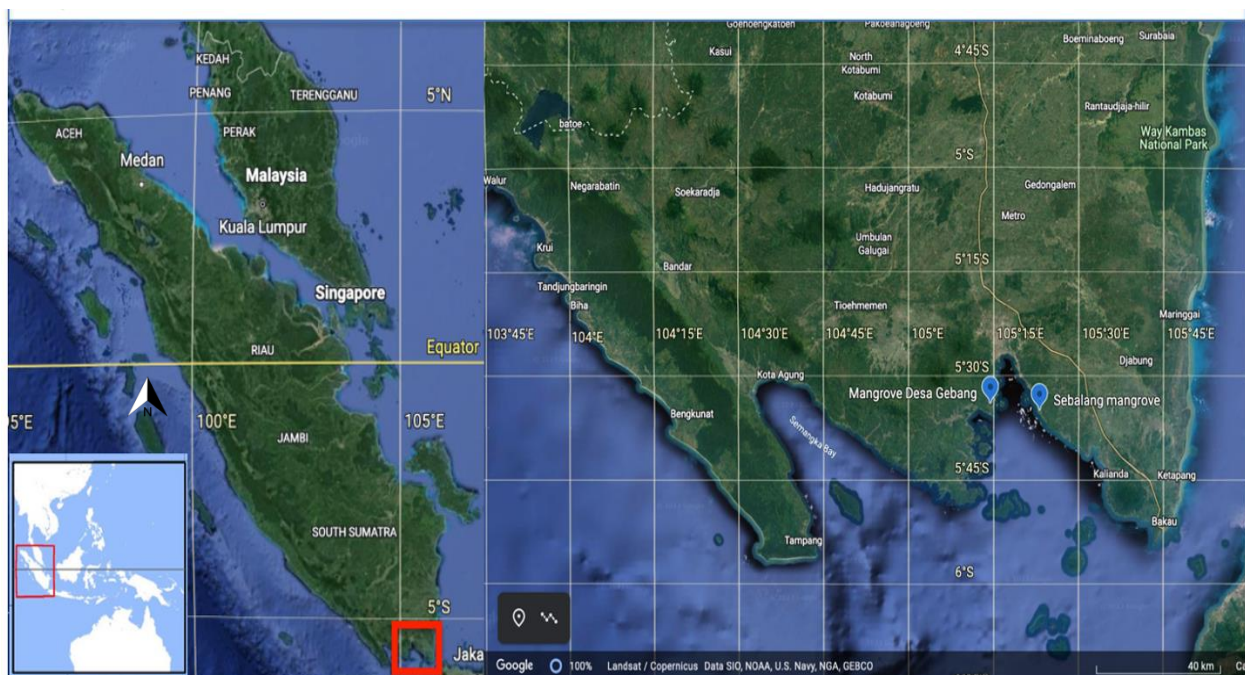 KEDAH
PENANG
TERENGGANU
5°N
ACEH
PERAK
Medan
Malaysia
Kuala Lumpur
Singapore
RIAU
Equator
N
95°E
100°E
105°E
JAMBI
SOUTH SUMATRA
5°S
Jaka
Goenoengkatoen
Pakoeanagoeng
4°45'S
Boeminaboeng
Surabaia
Kasui
North
Kotabumi
Kotabumi
Rantaudjaja-hilir
batoe
Way Kambas
National Park
5°S
Walur
Negarabatin
Soekaradja
Hadujangratu
Gedongalem
Metro
Krui
Umbulan
Galugai
Bandar
5°15'S
Tandjungbaringin
Biha
Tioehmemen
Maringgai
103°45'E
104°E
104°15'E
104°30'E
104°45'E
105°E
105°15'E
105°30'E
105°45'E
Djabung
5°30'S
Kota Agung
Mangrove Desa Gebang
Sebalang mangrove
Bengkunat
Semangka Bay
5°45'S
Kalianda
Ketapang
Bakau
Tampang
6°S
Google
100%
Landsat / Copernicus Data SIO, NOAA, U.S. Navy, NGA, GEBCO
40 km
Ca